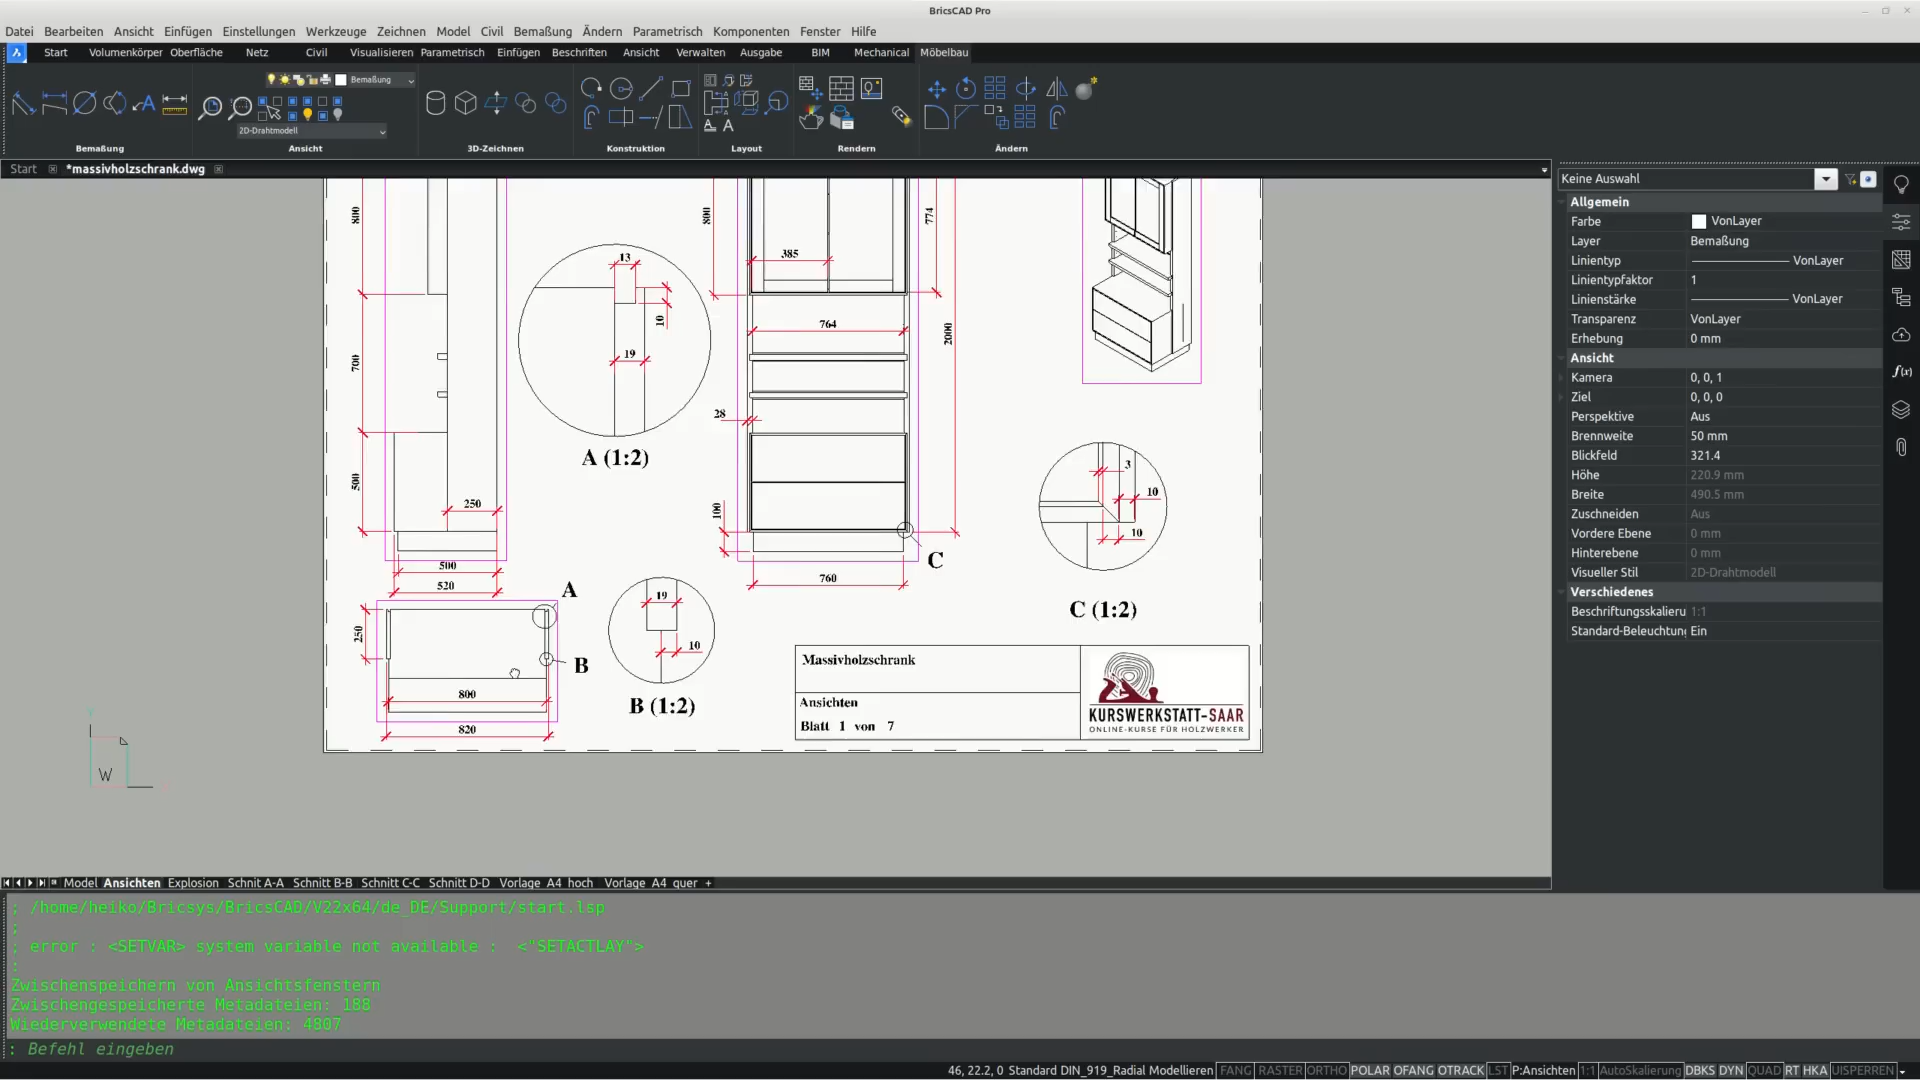 BricsCAD Pro
Datei Bearbeiten Ansicht Einfügen Einstellungen Werkzeuge Zeichnen Model Civil Bemaßung Ändern Parametrisch Komponenten Fenster Hilfe
Start Volumenkörper Oberfläche Netz Civil Visualisieren Parametrisch Einfügen Beschriften Ansicht Verwalten Ausgabe BIM Mechanical Möbelbau
Bemaßung
2D-Drahtmodell
Bemaßung Ansicht 3D-Zeichnen Konstruktion Layout Rendern Ändern
Start *massivholzschrank.dwg
Keine Auswahl
Allgemein
Farbe VonLayer
Layer Bemaßung
Linientyp VonLayer
Linientypfaktor 1
Linienstärke VonLayer
Transparenz VonLayer
Erhebung 0 mm
Ansicht
Kamera 0, 0, 1
Ziel 0, 0, 0
Perspektive Aus
Brennweite 50 mm
Blickfeld 321.4
Höhe 220.9 mm
Breite 490.5 mm
Zuschneiden Aus
Vordere Ebene 0 mm
Hinterebene 0 mm
Visueller Stil 2D-Drahtmodell
Verschiedenes
Beschriftungsskalieru 1:1
Standard-Beleuchtung Ein
f(x)
800
700
500
250
500
520
13
10
19
A (1:2)
800
774
385
764
2000
28
100
760
C
3
10
10
C (1:2)
A
250
B
800
820
19
10
B (1:2)
Massivholzschrank
Ansichten
Blatt 1 von 7
KURSWERKSTATT-SAAR
ONLINE-KURSE FÜR HOLZWERKER
W
Model Ansichten Explosion Schnit A-A Schnitt B-B Schnitt C-C Schnitt D-D Vorlage A4 hoch Vorlage A4 quer +
; /home/heiko/Bricsys/BricsCAD/V22x64/de_DE/Support/start.lsp
;
; error : <SETVAR> system variable not available : <"SETACTLAY">
:
Zwischenspeichern von Ansichtsfenstern
Zwischengespeicherte Metadateien: 188
Wiederverwendete Metadateien: 4807
: Befehl eingeben
46, 22.2, 0 Standard DIN_919_Radial Modellieren FANG RASTER ORTHO POLAR OFANG OTRACK LST P:Ansichten 1:1 AutoSkalierung DBKS DYN QUAD RT HKA UISPERREN